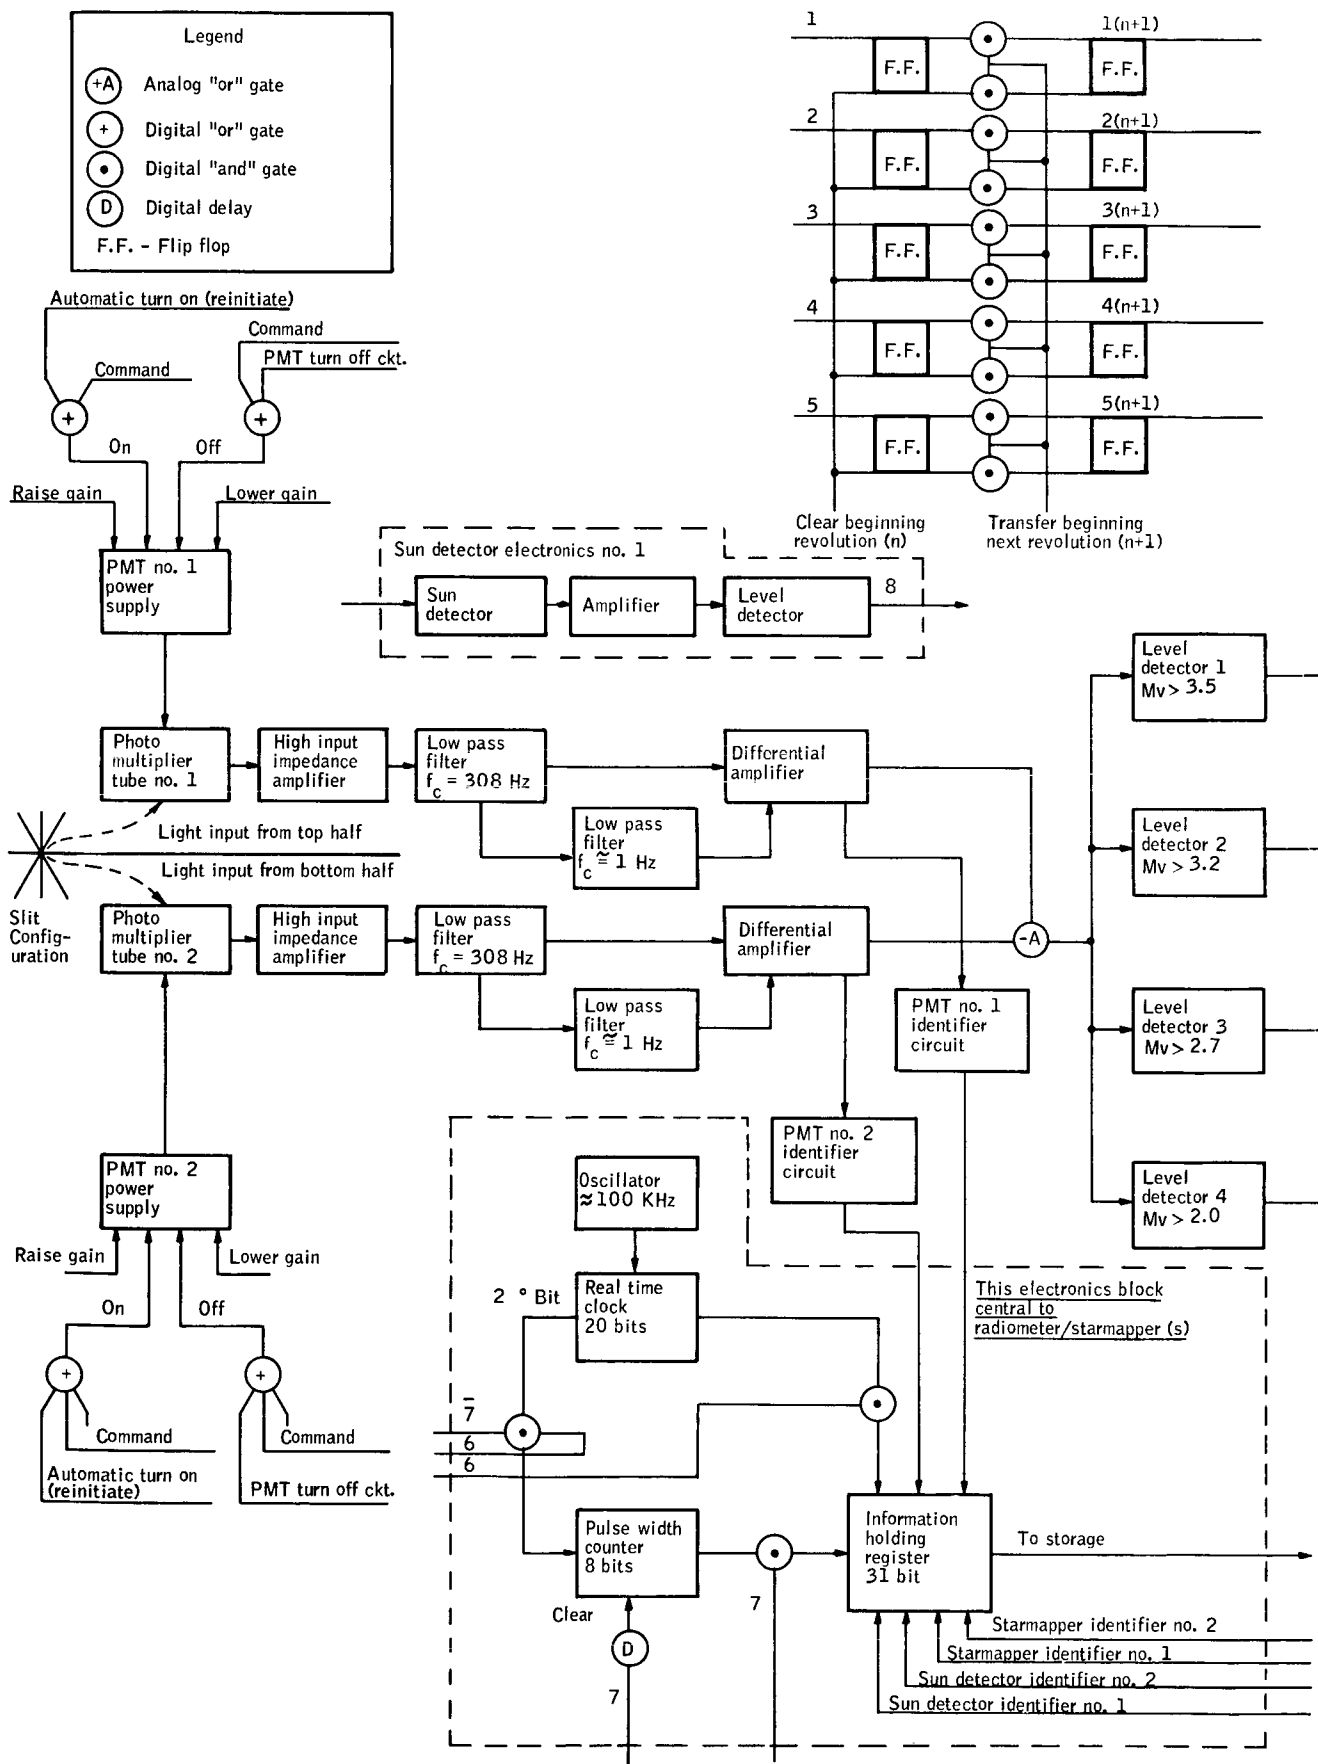 Legend
+A Analog "or" gate
+ Digital "or" gate
Digital "and" gate
D Digital delay
F.F. - Flip flop
1
1(n+1)
F.F.
F.F.
2
2(n+1)
F.F.
F.F.
3
3(n+1)
F.F.
F.F.
4
4(n+1)
F.F.
F.F.
5
5(n+1)
F.F.
F.F.
Clear beginning
revolution (n)
Transfer beginning
next revolution (n+1)
Automatic turn on (reinitiate)
Command
+
Command
PMT turn off ckt.
+
On
Off
Raise gain
Lower gain
PMT no. 1
power
supply
Sun detector electronics no. 1
Sun
detector
Amplifier
Level
detector
8
Photo
multiplier
tube no. 1
High input
impedance
amplifier
Low pass
filter
fc = 308 Hz
Low pass
filter
fc ≅ 1 Hz
Differential
amplifier
Light input from top half
Light input from bottom half
Slit
Config-
uration
Photo
multiplier
tube no. 2
High input
impedance
amplifier
Low pass
filter
fc = 308 Hz
Low pass
filter
fc ≅ 1 Hz
Differential
amplifier
-A
Level
detector 1
Mv > 3.5
Level
detector 2
Mv > 3.2
Level
detector 3
Mv > 2.7
Level
detector 4
Mv > 2.0
PMT no. 1
identifier
circuit
PMT no. 2
identifier
circuit
PMT no. 2
power
supply
Raise gain
Lower gain
On
Off
+
+
Command
Automatic turn on
(reinitiate)
Command
PMT turn off ckt.
Oscillator
≈100 KHz
2 ° Bit
Real time
clock
20 bits
This electronics block
central to
radiometer/starmapper (s)
7̅
6
6
Pulse width
counter
8 bits
Clear
D
7
7
Information
holding
register
31 bit
To storage
Starmapper identifier no. 2
Starmapper identifier no. 1
Sun detector identifier no. 2
Sun detector identifier no. 1